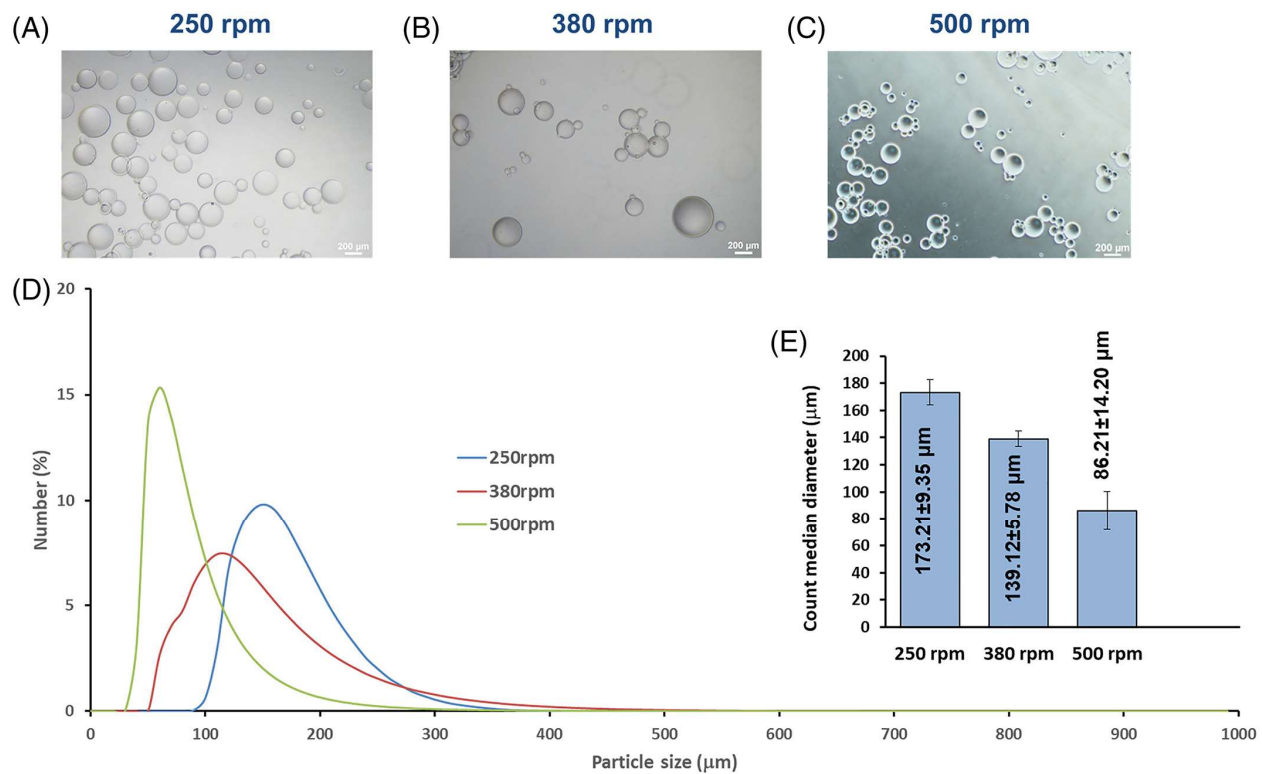 (A) 250 rpm
(B) 380 rpm
(C) 500 rpm
200 µm
200 µm
200 µm
(D)
20
15
10
5
0
Number (%)
250rpm
380rpm
500rpm
0 100 200 300 400 500 600 700 800 900 1000
Particle size (µm)
(E)
200
180
160
140
120
100
80
60
40
20
0
Count median diameter (µm)
173.21±9.35 µm
139.12±5.78 µm
86.21±14.20 µm
250 rpm 380 rpm 500 rpm